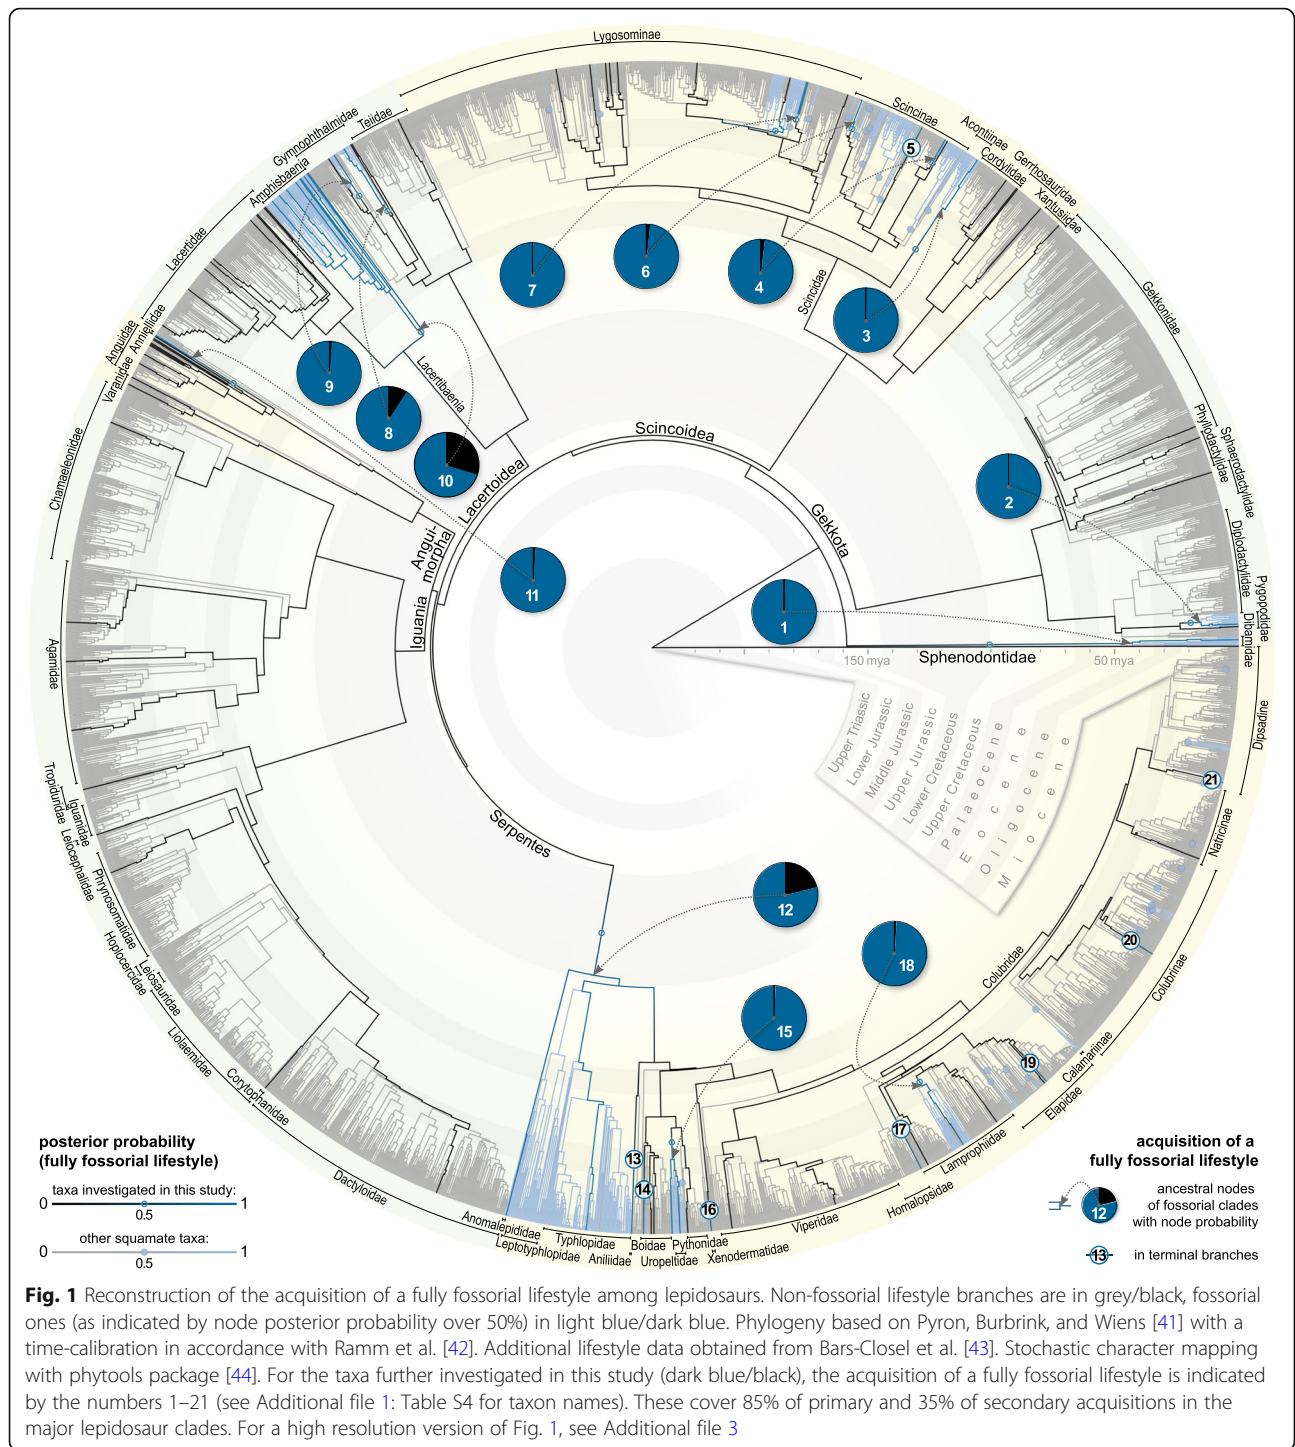 Lygosominae
Scincinae
Acontiinae
Cordylidae
Gerrhosauridae
Xantusiidae
Gekkonidae
Phyllodactylidae
Sphaerodactylidae
Diplodactylidae
Pygopodidae
Dibamidae
Dipsadine
Natricinae
Colubrinae
Calamariinae
Elapidae
Lamprophiidae
Homalopsidae
Viperidae
Xenodermatidae
Pythonidae
Uropeltidae
Boidae
Aniliidae
Typhlopidae
Leptotyphlopidae
Anomalepididae
Dactyloidae
Corytophanidae
Liolaemidae
Leiosauridae
Hoplocercidae
Phrynosomatidae
Leiocephalidae
Iguanidae
Tropiduridae
Agamidae
Chamaeleonidae
Varanidae
Anguidae
Anniellidae
Lacertidae
Amphisbaenia
Gymnophthalmidae
Teiidae
Scincidae
Lacertibaenia
Scincoidea
Lacertoidea
Gekkota
Angui-
morpha
Iguania
Serpentes
Colubridae
Sphenodontidae
150 mya
50 mya
Upper Triassic
Lower Jurassic
Middle Jurassic
Upper Jurassic
Lower Cretaceous
Upper Cretaceous
Palaeocene
Eocene
Oligocene
Miocene
5
7
6
4
3
9
8
10
2
11
1
12
18
15
21
20
19
17
13
14
16
posterior probability
(fully fossorial lifestyle)
taxa investigated in this study:
0 1
0.5
other squamate taxa:
0 1
0.5
acquisition of a
fully fossorial lifestyle
ancestral nodes
of fossorial clades
with node probability
12
13 in terminal branches
Fig. 1 Reconstruction of the acquisition of a fully fossorial lifestyle among lepidosaurs. Non-fossorial lifestyle branches are in grey/black, fossorial
ones (as indicated by node posterior probability over 50%) in light blue/dark blue. Phylogeny based on Pyron, Burbrink, and Wiens [41] with a
time-calibration in accordance with Ramm et al. [42]. Additional lifestyle data obtained from Bars-Closel et al. [43]. Stochastic character mapping
with phytools package [44]. For the taxa further investigated in this study (dark blue/black), the acquisition of a fully fossorial lifestyle is indicated
by the numbers 1–21 (see Additional file 1: Table S4 for taxon names). These cover 85% of primary and 35% of secondary acquisitions in the
major lepidosaur clades. For a high resolution version of Fig. 1, see Additional file 3